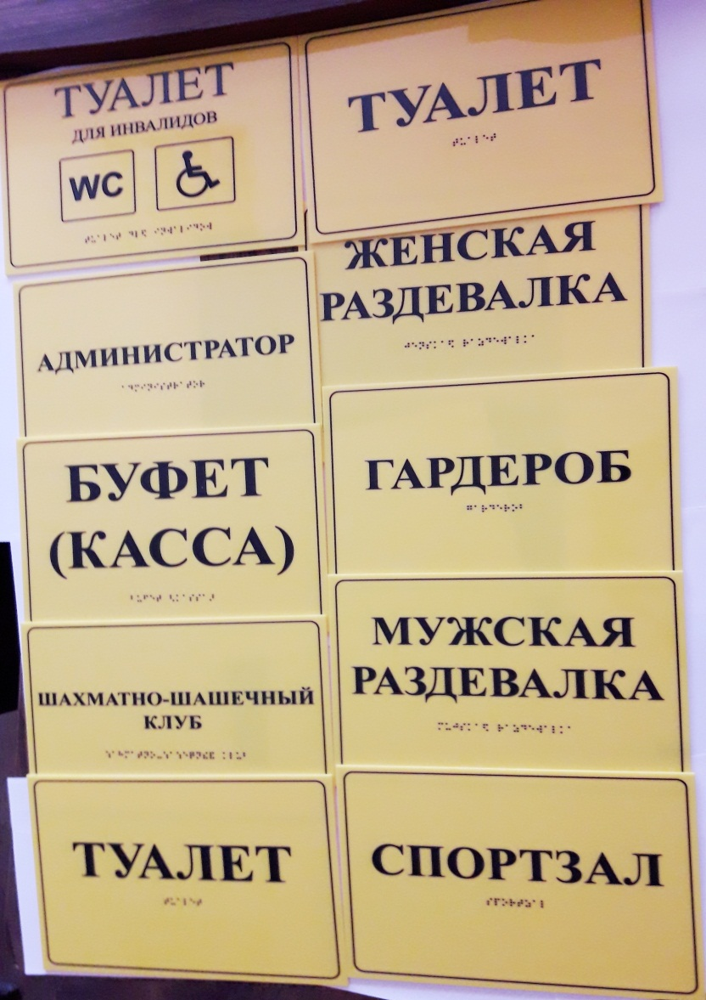 ТУАЛЕТ
ДЛЯ ИНВАЛИДОВ
WC
ТУАЛЕТ
АДМИНИСТРАТОР
ЖЕНСКАЯ
РАЗДЕВАЛКА
БУФЕТ
(КАССА)
ГАРДЕРОБ
ШАХМАТНО-ШАШЕЧНЫЙ
КЛУБ
МУЖСКАЯ
РАЗДЕВАЛКА
ТУАЛЕТ
СПОРТЗАЛ